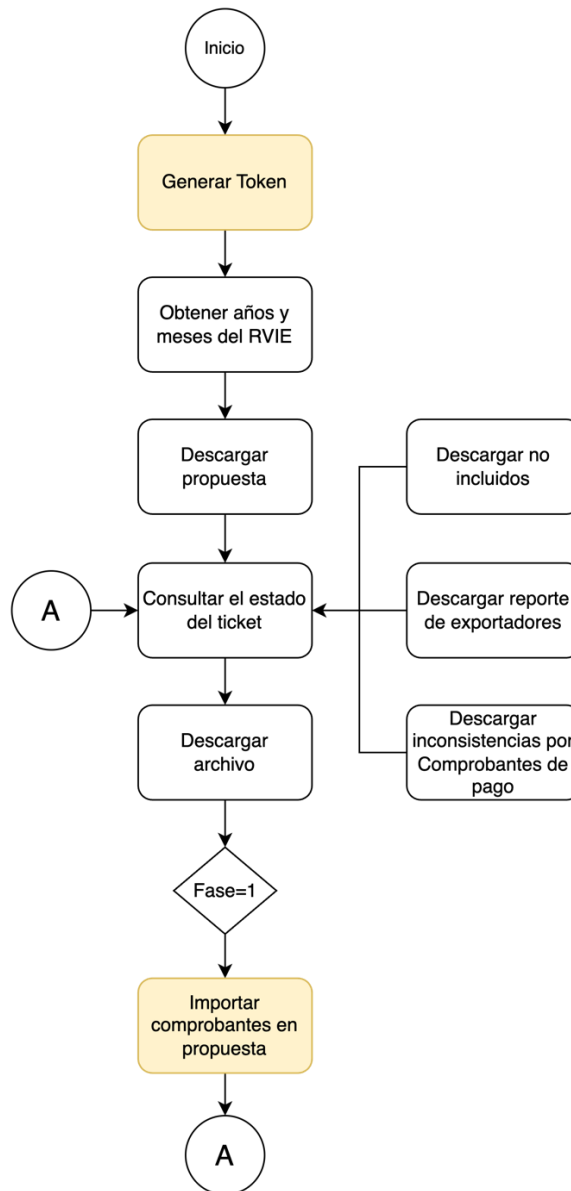 Inicio
Generar Token
Obtener años y
meses del RVIE
Descargar
propuesta
Descargar no
incluidos
A
Consultar el estado
del ticket
Descargar reporte
de exportadores
Descargar
archivo
Descargar
inconsistencias por
Comprobantes de
pago
Fase=1
Importar
comprobantes en
propuesta
A